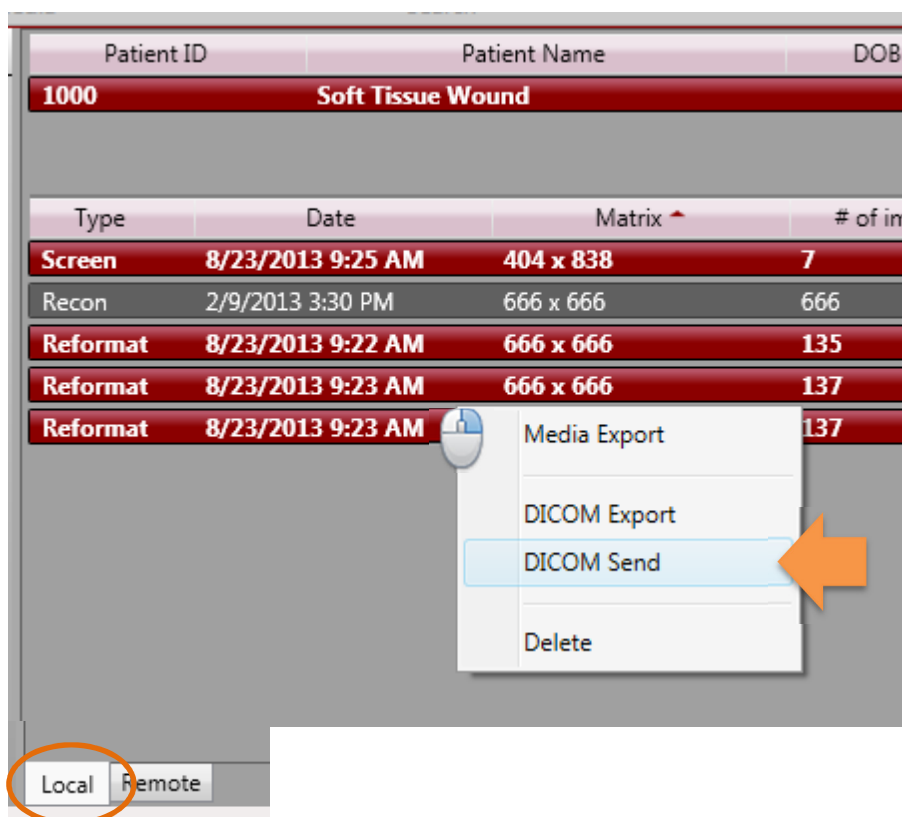 Patient ID Patient Name DOB
1000 Soft Tissue Wound
Type Date Matrix # of im
Screen 8/23/2013 9:25 AM 404 x 838 7
Recon 2/9/2013 3:30 PM 666 x 666 666
Reformat 8/23/2013 9:22 AM 666 x 666 135
Reformat 8/23/2013 9:23 AM 666 x 666 137
Reformat 8/23/2013 9:23 AM 137
Media Export
DICOM Export
DICOM Send
Delete
Local Remote